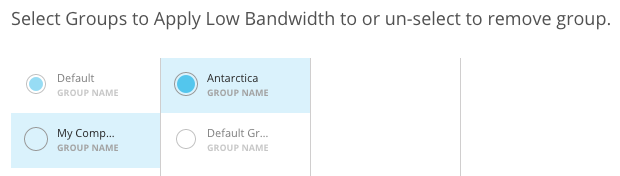 Select Groups to Apply Low Bandwidth to or un-select to remove group.
Default
GROUP NAME
My Comp...
GROUP NAME
Antarctica
GROUP NAME
Default Gr...
GROUP NAME